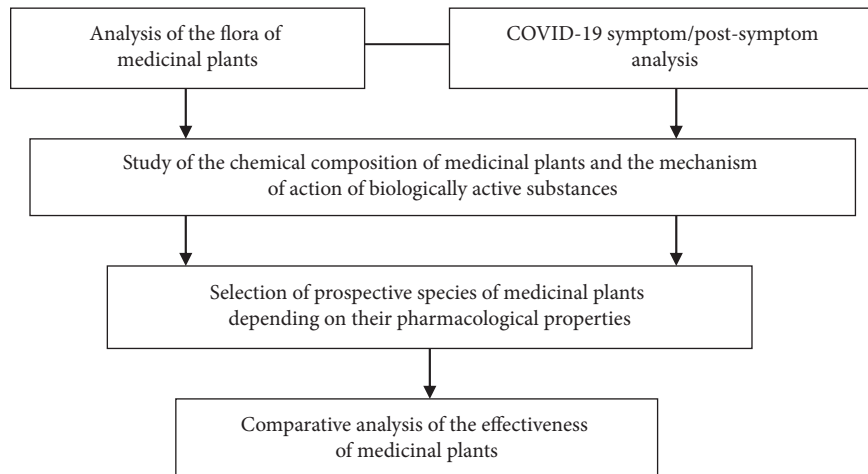 Analysis of the flora of
medicinal plants
COVID-19 symptom/post-symptom
analysis
Study of the chemical composition of medicinal plants and the mechanism
of action of biologically active substances
Selection of prospective species of medicinal plants
depending on their pharmacological properties
Comparative analysis of the effectiveness
of medicinal plants